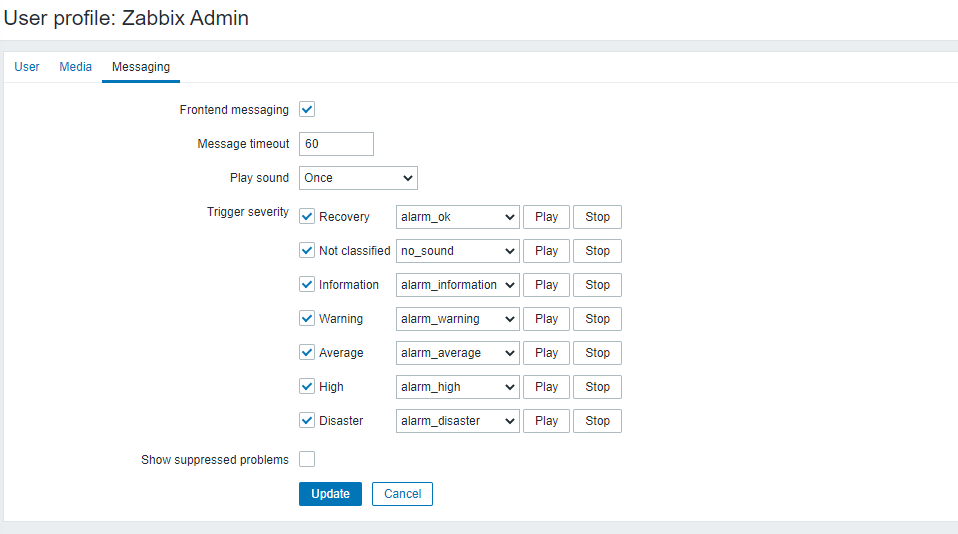 User profile: Zabbix Admin
User Media Messaging
Frontend messaging
Message timeout 60
Play sound Once
Trigger severity Recovery alarm_ok Play Stop
Not classified no_sound Play Stop
Information alarm_information Play Stop
Warning alarm_warning Play Stop
Average alarm_average Play Stop
High alarm_high Play Stop
Disaster alarm_disaster Play Stop
Show suppressed problems
Update Cancel